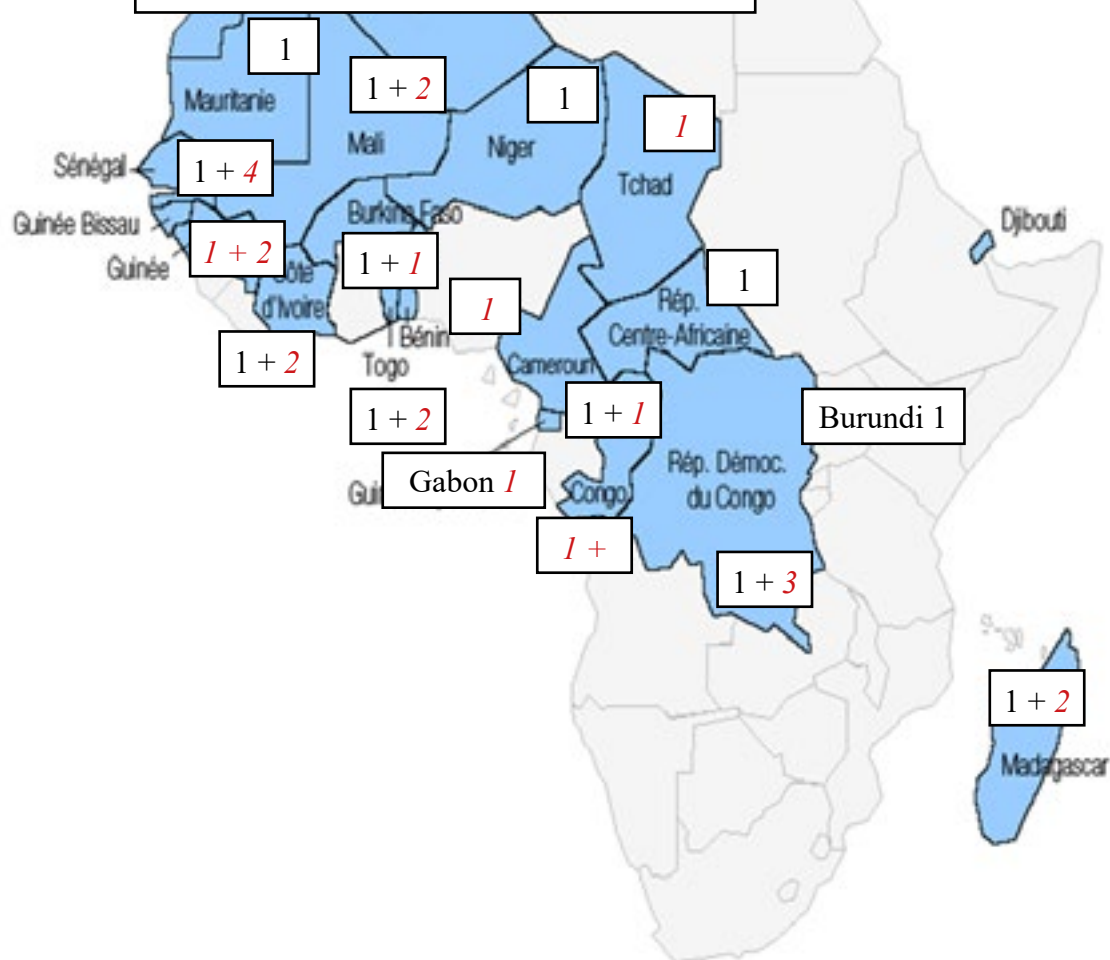 1
1 + 2
1
1
Mauritanie
Mali
Niger
Sénégal
1 + 4
Tchad
Burkina Faso
Guinée Bissau
Djibouti
1 + 2
1 + 1
Guinée
Côte
d'Ivoire
1
1
Rép.
Centre-Africaine
Bénin
Togo
1 + 2
Cameroun
1 + 2
1 + 1
Burundi 1
Rép. Démoc.
du Congo
Gabon 1
Congo
1 +
1 + 3
1 + 2
Madagascar